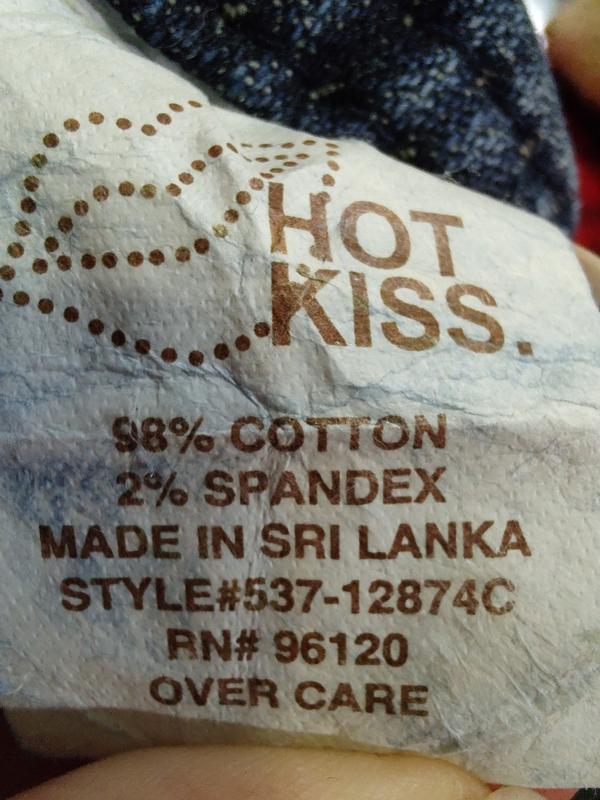 HOT
KISS.
98% COTTON
2% SPANDEX
MADE IN SRI LANKA
STYLE#537-12874C
RN# 96120
OVER CARE